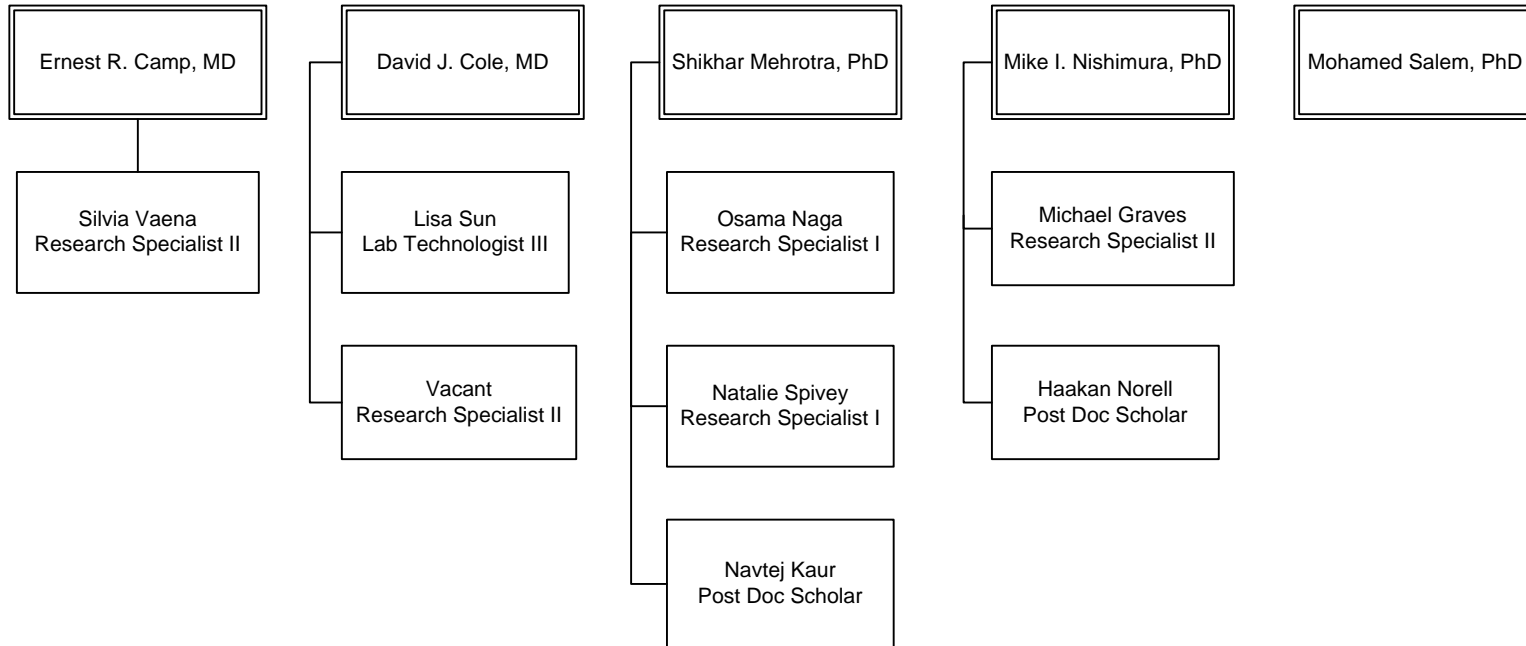 Ernest R. Camp, MD
David J. Cole, MD
Shikhar Mehrotra, PhD
Mike I. Nishimura, PhD
Mohamed Salem, PhD
Silvia Vaena
Research Specialist II
Lisa Sun
Lab Technologist III
Osama Naga
Research Specialist I
Michael Graves
Research Specialist II
Vacant
Research Specialist II
Natalie Spivey
Research Specialist I
Haakan Norell
Post Doc Scholar
Navtej Kaur
Post Doc Scholar